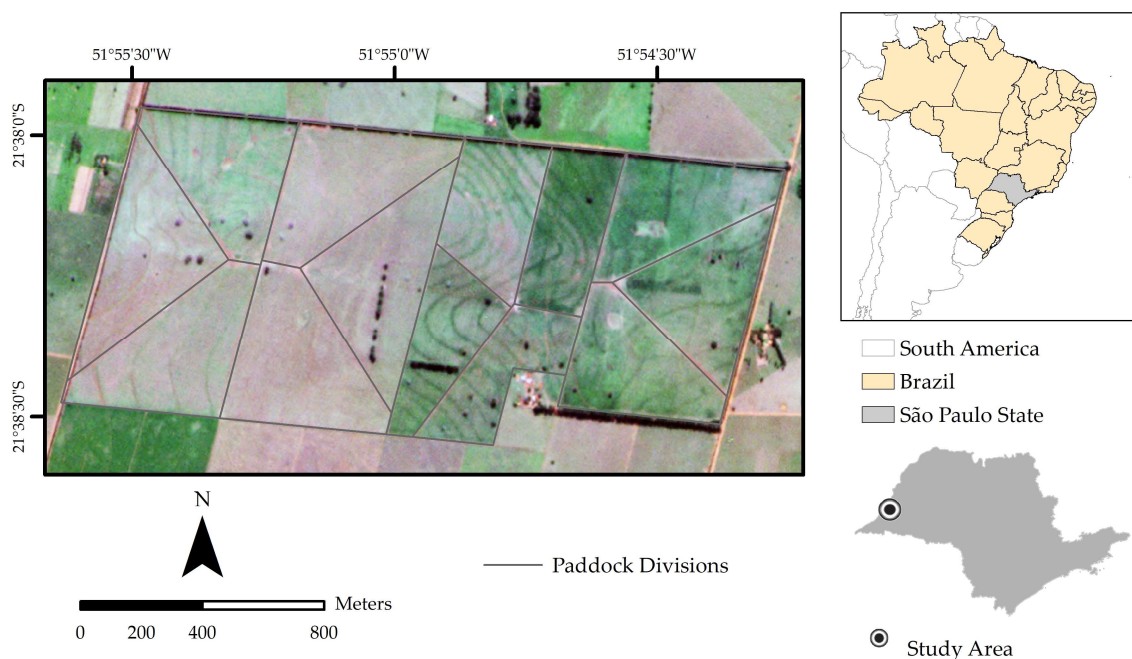 51°55'30"W
51°55'0"W
51°54'30"W
21°38'0"S
21°38'30"S
N
Paddock Divisions
Meters
0
200
400
800
South America
Brazil
São Paulo State
Study Area